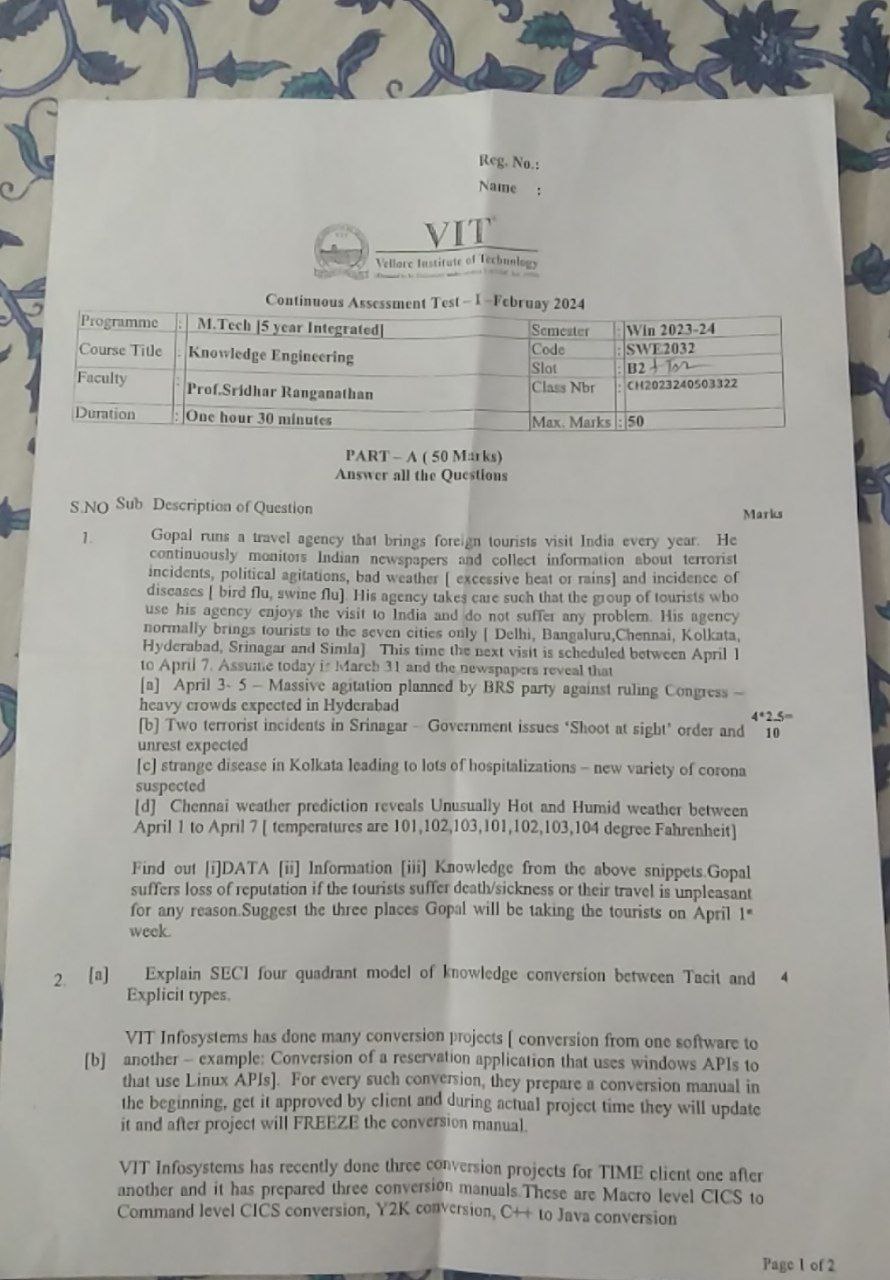 Reg. No.:
Name :
VIT
Vellore Institute of Technology
Continuous Assessment Test – I – Februay 2024
Programme : M.Tech [5 year Integrated] Semester : Win 2023-24
Course Title : Knowledge Engineering Code : SWE2032
Slot : B2
Faculty : Prof.Sridhar Ranganathan Class Nbr : CH2023240503322
Duration : One hour 30 minutes Max. Marks : 50
PART – A ( 50 Marks)
Answer all the Questions
S.NO Sub Description of Question Marks
1. Gopal runs a travel agency that brings foreign tourists visit India every year. He
continuously monitors Indian newspapers and collect information about terrorist
incidents, political agitations, bad weather [ excessive heat or rains] and incidence of
diseases [ bird flu, swine flu]. His agency takes care such that the group of tourists who
use his agency enjoys the visit to India and do not suffer any problem. His agency
normally brings tourists to the seven cities only [ Delhi, Bangaluru,Chennai, Kolkata,
Hyderabad, Srinagar and Simla] This time the next visit is scheduled between April 1
to April 7. Assume today is March 31 and the newspapers reveal that
[a] April 3- 5 – Massive agitation planned by BRS party against ruling Congress –
heavy crowds expected in Hyderabad
[b] Two terrorist incidents in Srinagar – Government issues ‘Shoot at sight’ order and 4*2.5=
unrest expected 10
[c] strange disease in Kolkata leading to lots of hospitalizations – new variety of corona
suspected
[d] Chennai weather prediction reveals Unusually Hot and Humid weather between
April 1 to April 7 [ temperatures are 101,102,103,101,102,103,104 degree Fahrenheit]
Find out [i]DATA [ii] Information [iii] Knowledge from the above snippets.Gopal
suffers loss of reputation if the tourists suffer death/sickness or their travel is unpleasant
for any reason.Suggest the three places Gopal will be taking the tourists on April 1st
week.
2. [a] Explain SECI four quadrant model of knowledge conversion between Tacit and 4
Explicit types.
VIT Infosystems has done many conversion projects [ conversion from one software to
[b] another – example: Conversion of a reservation application that uses windows APIs to
that use Linux APIs]. For every such conversion, they prepare a conversion manual in
the beginning, get it approved by client and during actual project time they will update
it and after project will FREEZE the conversion manual.
VIT Infosystems has recently done three conversion projects for TIME client one after
another and it has prepared three conversion manuals.These are Macro level CICS to
Command level CICS conversion, Y2K conversion, C++ to Java conversion
Page 1 of 2